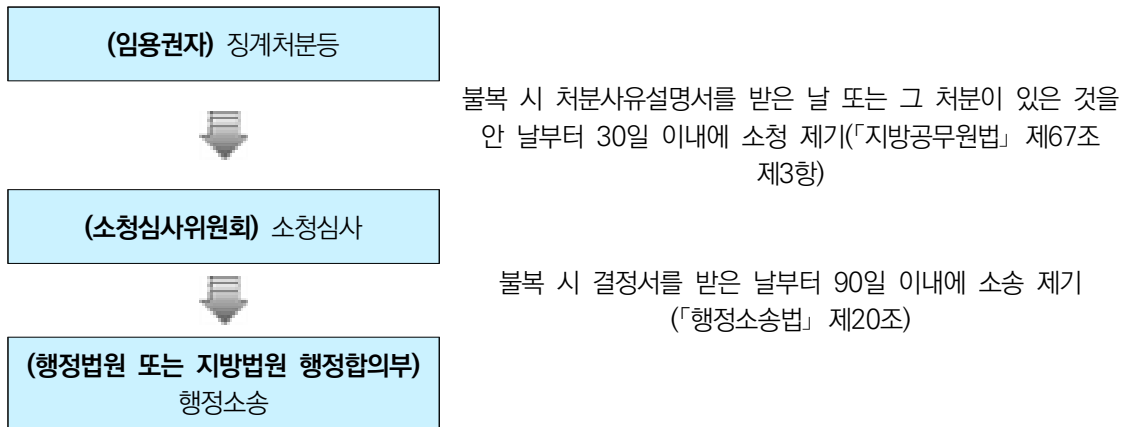 (임용권자) 징계처분등
불복 시 처분사유설명서를 받은 날 또는 그 처분이 있은 것을
안 날부터 30일 이내에 소청 제기(「지방공무원법」 제67조
제3항)
(소청심사위원회) 소청심사
불복 시 결정서를 받은 날부터 90일 이내에 소송 제기
(「행정소송법」 제20조)
(행정법원 또는 지방법원 행정합의부)
행정소송